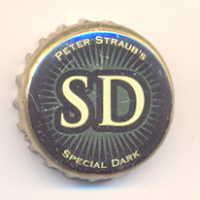 PETER STRAUB'S
SD
SPECIAL DARK